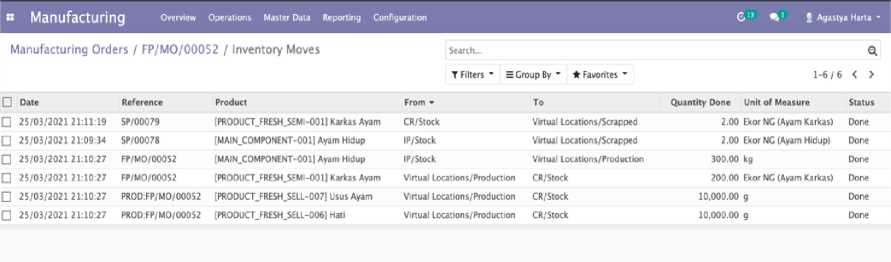 Manufacturing Overview Operations Master Data Reporting Configuration 13 3 Agastya Harta
Manufacturing Orders / FP/MO/00052 / Inventory Moves Search...
Filters Group By Favorites 1-6 / 6
Date Reference Product From To Quantity Done Unit of Measure Status
25/03/2021 21:11:19 SP/00079 [PRODUCT_FRESH_SEMI-001] Karkas Ayam CR/Stock Virtual Locations/Scrapped 2.00 Ekor NG (Ayam Karkas) Done
25/03/2021 21:09:34 SP/00078 [MAIN_COMPONENT-001] Ayam Hidup IP/Stock Virtual Locations/Scrapped 2.00 Ekor NG (Ayam Hidup) Done
25/03/2021 21:10:27 FP/MO/00052 [MAIN_COMPONENT-001] Ayam Hidup IP/Stock Virtual Locations/Production 300.00 kg Done
25/03/2021 21:10:27 FP/MO/00052 [PRODUCT_FRESH_SEMI-001] Karkas Ayam Virtual Locations/Production CR/Stock 200.00 Ekor NG (Ayam Karkas) Done
25/03/2021 21:10:27 PROD:FP/MO/00052 [PRODUCT_FRESH_SELL-007] Usus Ayam Virtual Locations/Production CR/Stock 10,000.00 g Done
25/03/2021 21:10:27 PROD:FP/MO/00052 [PRODUCT_FRESH_SELL-006] Hati Virtual Locations/Production CR/Stock 10,000.00 g Done